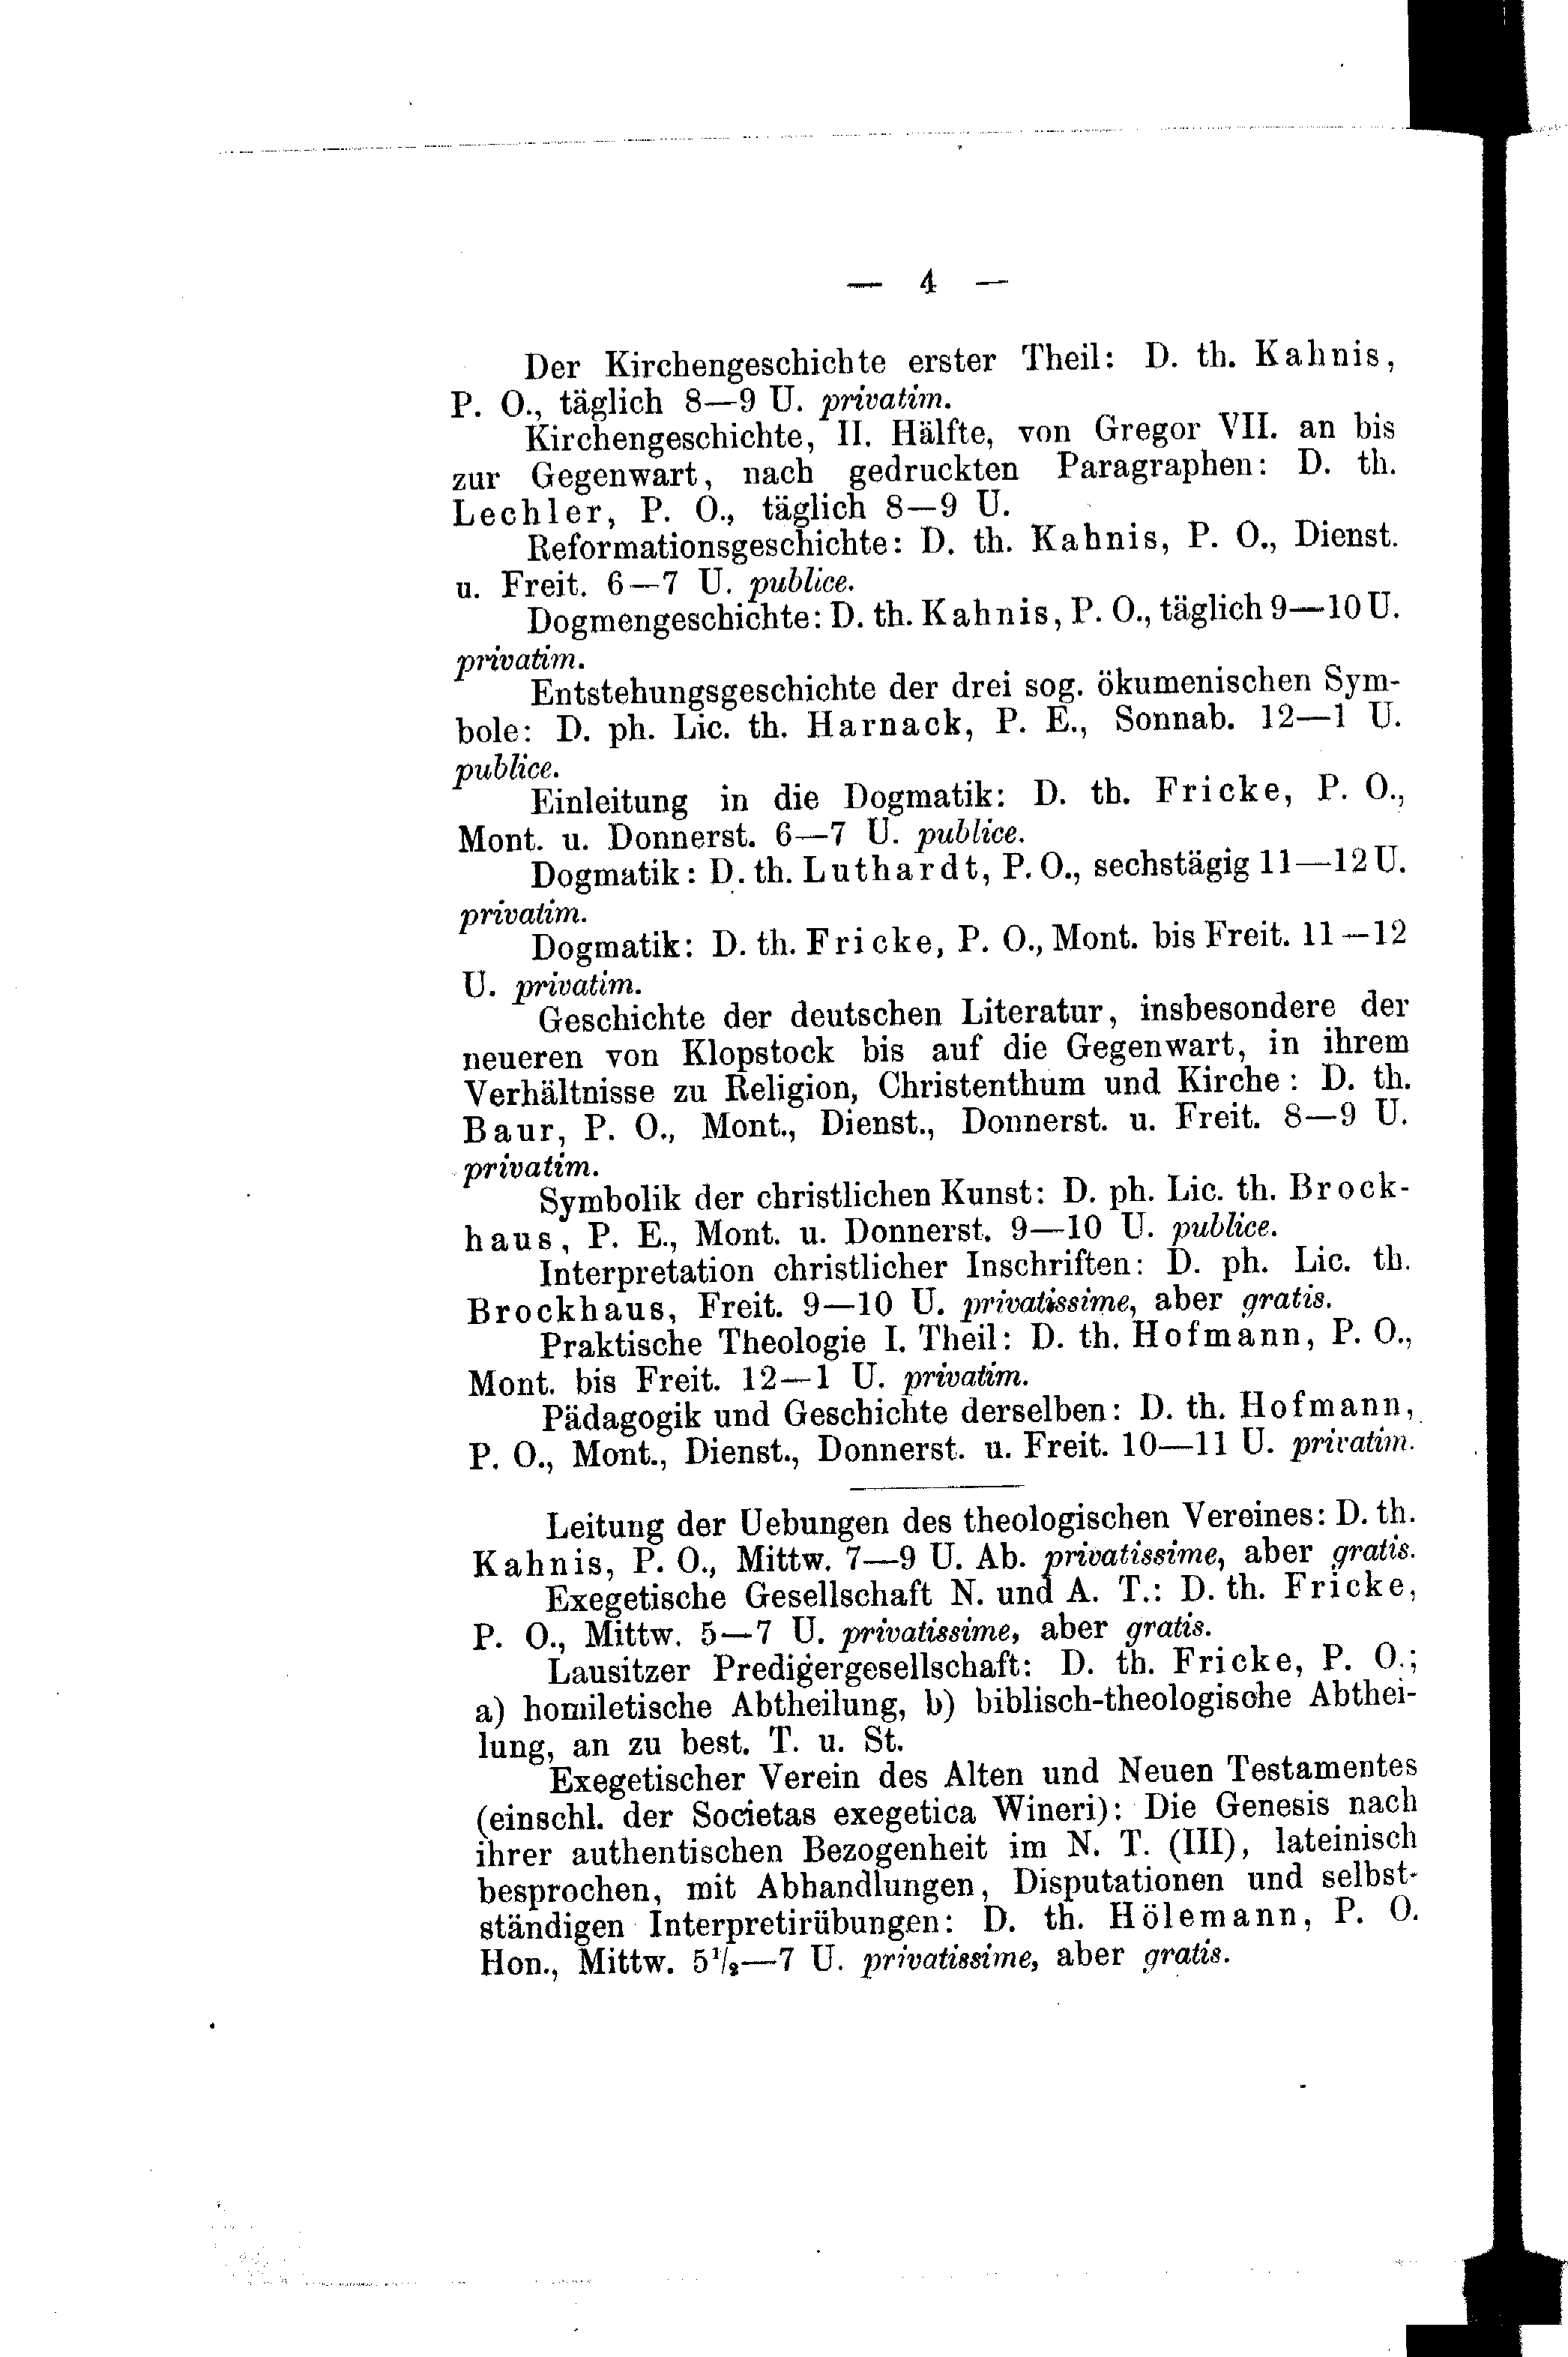 — 4 —
Der Kirchengeschichte erster Theil: D. th. Kahnis,
P. O., täglich 8—9 U. privatim.
Kirchengeschichte, II. Hälfte, von Gregor VII. an bis
zur Gegenwart, nach gedruckten Paragraphen: D. th.
Lechler, P. O., täglich 8—9 U.
Reformationsgeschichte: D. th. Kahnis, P. O., Dienst.
u. Freit. 6—7 U. publice.
Dogmengeschichte: D. th. Kahnis, P. O., täglich 9—10 U.
privatim.
Entstehungsgeschichte der drei sog. ökumenischen Sym-
bole: D. ph. Lic. th. Harnack, P. E., Sonnab. 12—1 U.
publice.
Einleitung in die Dogmatik: D. th. Fricke, P. O.,
Mont. u. Donnerst. 6—7 U. publice.
Dogmatik: D. th. Luthardt, P. O., sechstägig 11—12 U.
privatim.
Dogmatik: D. th. Fricke, P. O., Mont. bis Freit. 11—12
U. privatim.
Geschichte der deutschen Literatur, insbesondere der
neueren von Klopstock bis auf die Gegenwart, in ihrem
Verhältnisse zu Religion, Christenthum und Kirche: D. th.
Baur, P. O., Mont., Dienst., Donnerst. u. Freit. 8—9 U.
privatim.
Symbolik der christlichen Kunst: D. ph. Lic. th. Brock-
haus, P. E., Mont. u. Donnerst. 9—10 U. publice.
Interpretation christlicher Inschriften: D. ph. Lic. th.
Brockhaus, Freit. 9—10 U. privatissime, aber gratis.
Praktische Theologie I. Theil: D. th. Hofmann, P. O.,
Mont. bis Freit. 12—1 U. privatim.
Pädagogik und Geschichte derselben: D. th. Hofmann,
P. O., Mont., Dienst., Donnerst. u. Freit. 10—11 U. privatim.
Leitung der Uebungen des theologischen Vereines: D. th.
Kahnis, P. O., Mittw. 7—9 U. Ab. privatissime, aber gratis.
Exegetische Gesellschaft N. und A. T.: D. th. Fricke,
P. O., Mittw. 5—7 U. privatissime, aber gratis.
Lausitzer Predigergesellschaft: D. th. Fricke, P. O.;
a) homiletische Abtheilung, b) biblisch-theologische Abthei-
lung, an zu best. T. u. St.
Exegetischer Verein des Alten und Neuen Testamentes
(einschl. der Societas exegetica Wineri): Die Genesis nach
ihrer authentischen Bezogenheit im N. T. (III), lateinisch
besprochen, mit Abhandlungen, Disputationen und selbst-
ständigen Interpretirübungen: D. th. Hölemann, P. O.
Hon., Mittw. 5½—7 U. privatissime, aber gratis.